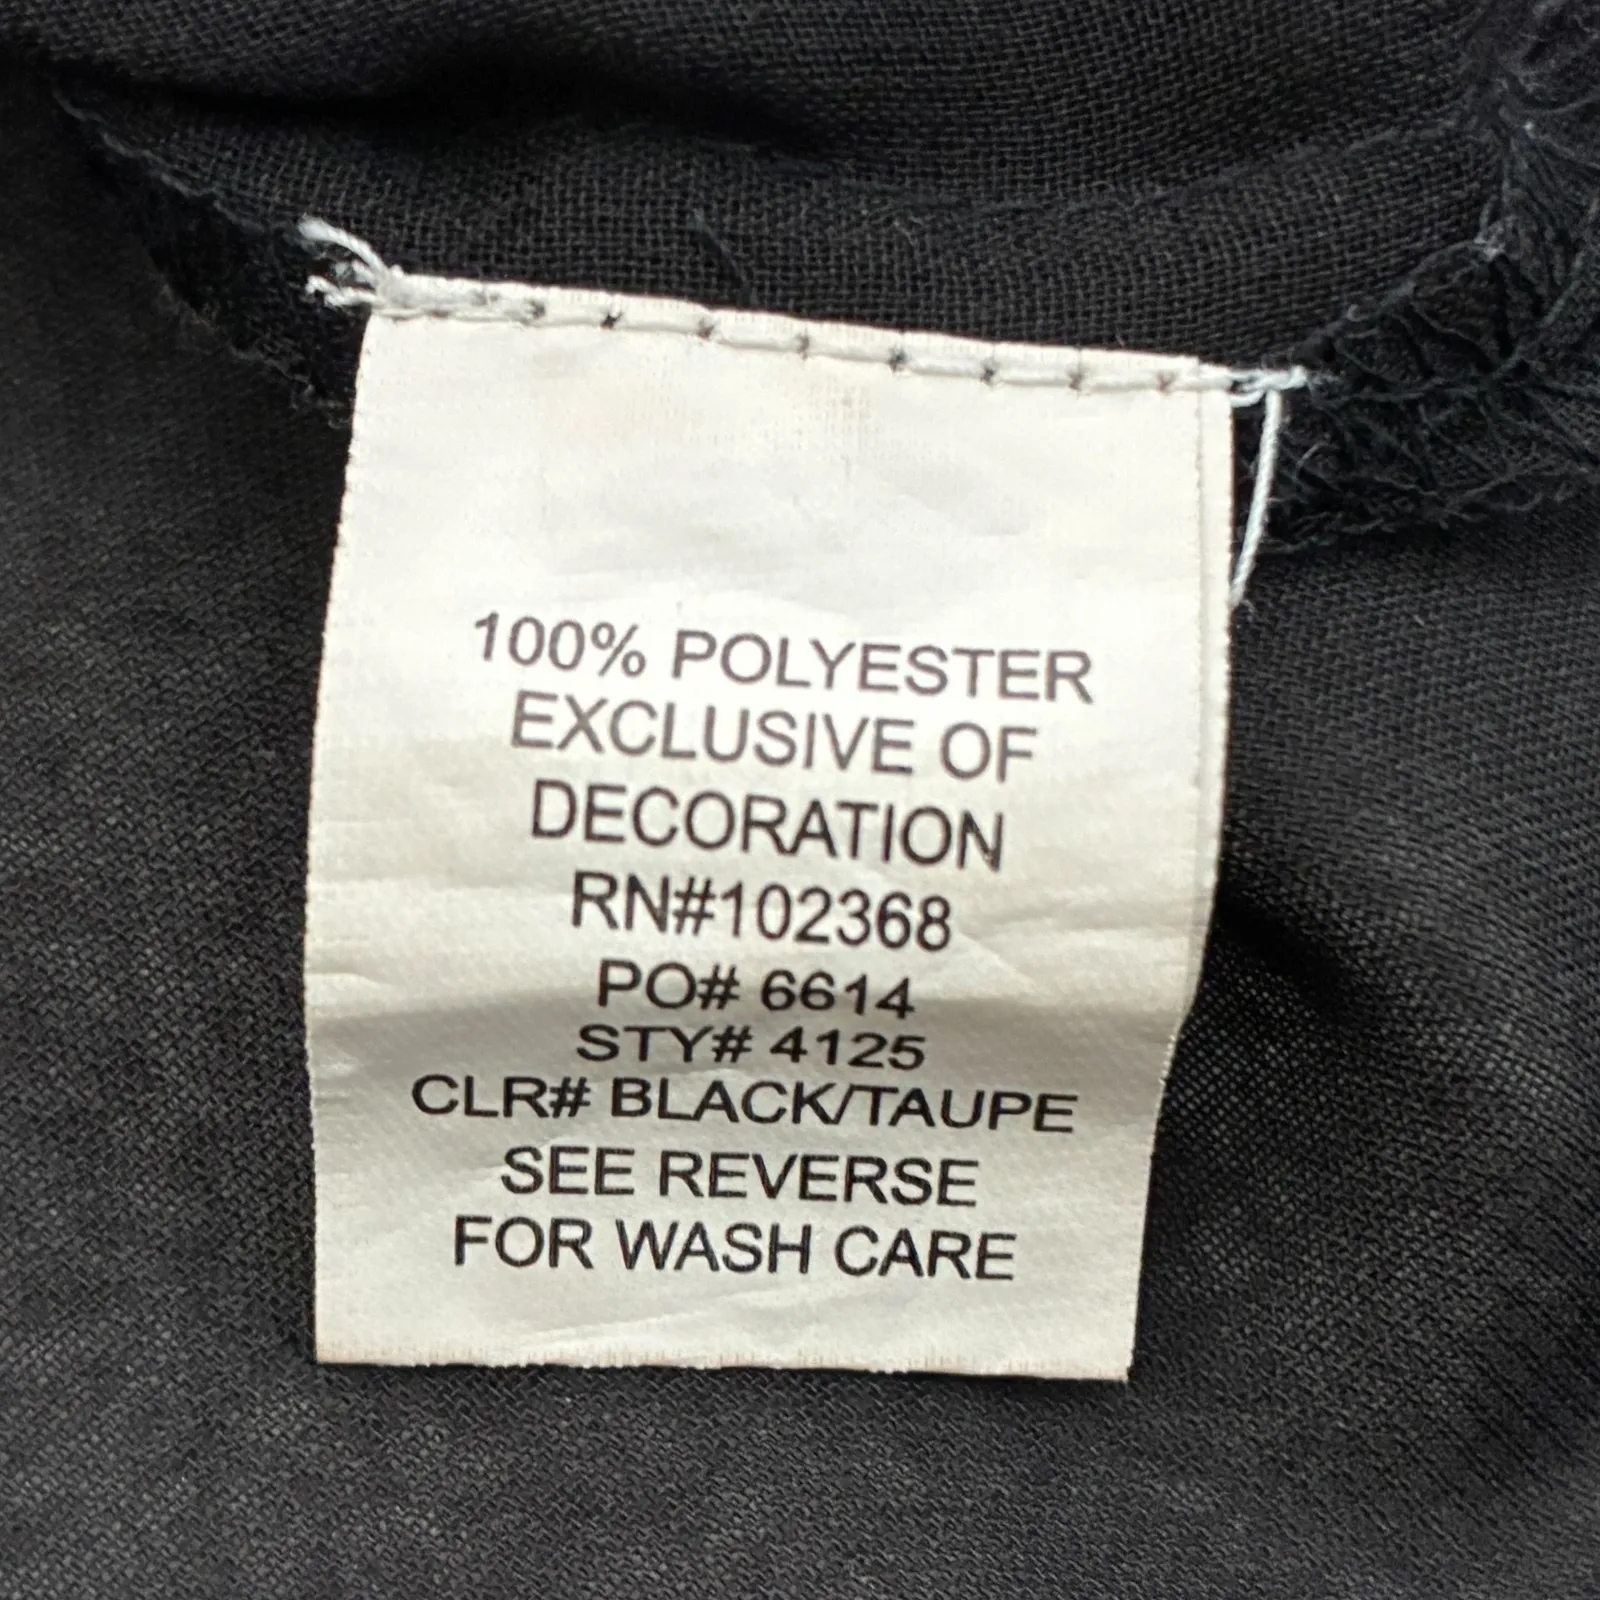 100% POLYESTER
EXCLUSIVE OF
DECORATION
RN#102368
PO# 6614
STY# 4125
CLR# BLACK/TAUPE
SEE REVERSE
FOR WASH CARE